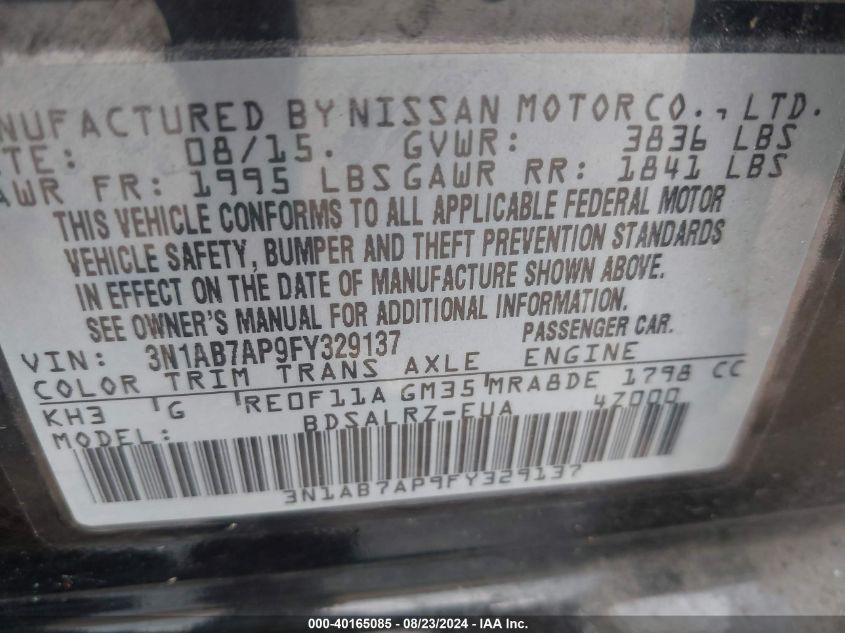 NUFACTURED BY NISSAN MOTOR CO., LTD.
TE: 08/15. GVWR: 3836 LBS
AWR FR: 1995 LBS GAWR RR: 1841 LBS
THIS VEHICLE CONFORMS TO ALL APPLICABLE FEDERAL MOTOR
VEHICLE SAFETY, BUMPER AND THEFT PREVENTION STANDARDS
IN EFFECT ON THE DATE OF MANUFACTURE SHOWN ABOVE.
SEE OWNER'S MANUAL FOR ADDITIONAL INFORMATION.
VIN: 3N1AB7AP9FY329137 PASSENGER CAR.
COLOR TRIM TRANS AXLE ENGINE
KH3 G RE0F11A GM35 MRA8DE 1798 CC
MODEL: BDSALRZ-EUA 47000
3N1AB7AP9FY329137
000-40165085 - 08/23/2024 - © IAA, Inc.